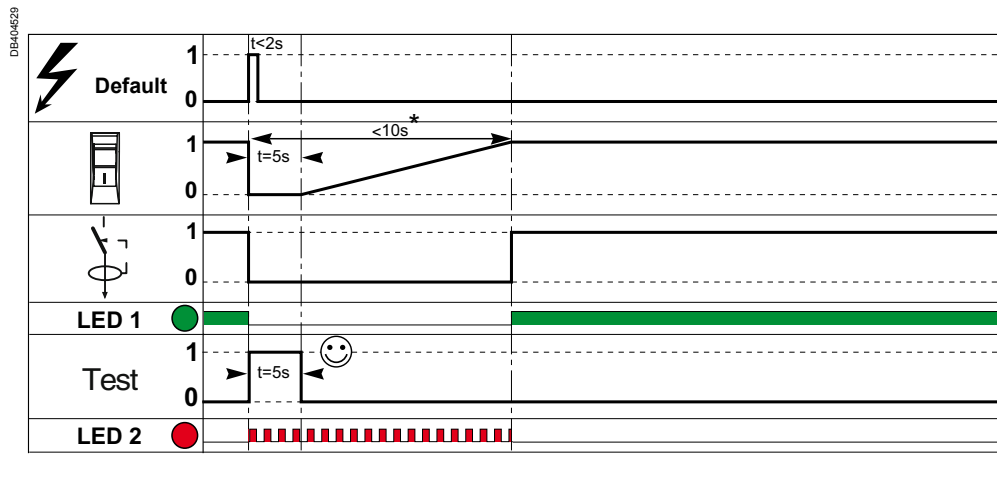 DB404529
t<2s
1
Default
0
<10s*
1
t=5s
0
1
0
LED 1
1
Test
t=5s
0
LED 2